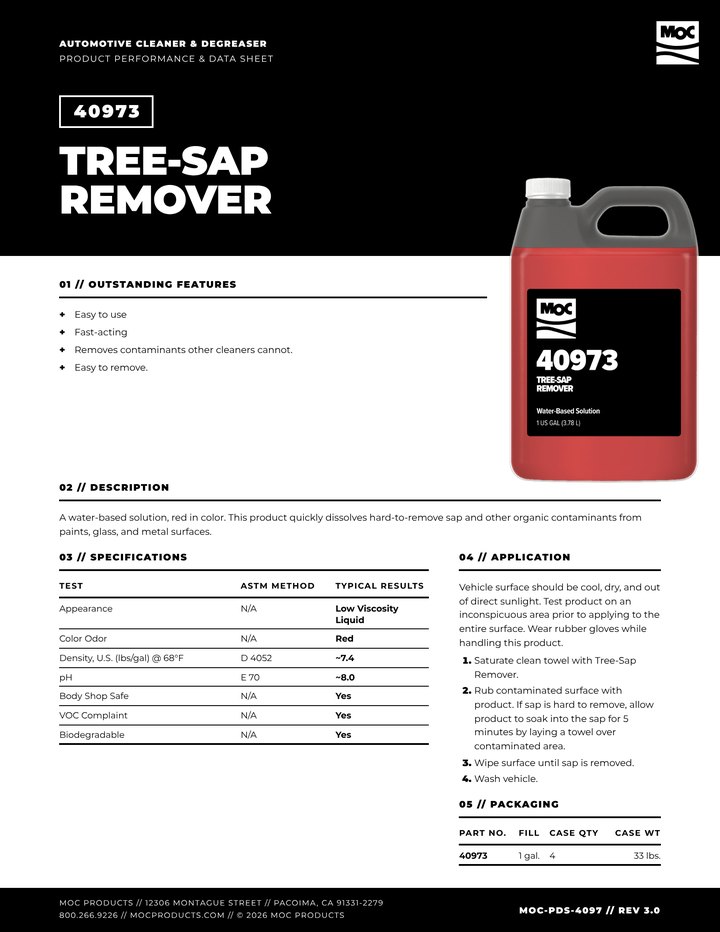 AUTOMOTIVE CLEANER & DEGREASER
PRODUCT PERFORMANCE & DATA SHEET
MOC
40973
TREE-SAP
REMOVER
01 // OUTSTANDING FEATURES
+ Easy to use
+ Fast-acting
+ Removes contaminants other cleaners cannot.
+ Easy to remove.
MOC
40973
TREE-SAP
REMOVER
Water-Based Solution
1 US GAL (3.78 L)
02 // DESCRIPTION
A water-based solution, red in color. This product quickly dissolves hard-to-remove sap and other organic contaminants from
paints, glass, and metal surfaces.
03 // SPECIFICATIONS
TEST ASTM METHOD TYPICAL RESULTS
Appearance N/A Low Viscosity
Liquid
Color Odor N/A Red
Density, U.S. (lbs/gal) @ 68°F D 4052 ~7.4
pH E 70 ~8.0
Body Shop Safe N/A Yes
VOC Complaint N/A Yes
Biodegradable N/A Yes
04 // APPLICATION
Vehicle surface should be cool, dry, and out
of direct sunlight. Test product on an
inconspicuous area prior to applying to the
entire surface. Wear rubber gloves while
handling this product.
1. Saturate clean towel with Tree-Sap
Remover.
2. Rub contaminated surface with
product. If sap is hard to remove, allow
product to soak into the sap for 5
minutes by laying a towel over
contaminated area.
3. Wipe surface until sap is removed.
4. Wash vehicle.
05 // PACKAGING
PART NO. FILL CASE QTY CASE WT
40973 1 gal. 4 33 lbs.
MOC PRODUCTS // 12306 MONTAGUE STREET // PACOIMA, CA 91331-2279
800.266.9226 // MOCPRODUCTS.COM // © 2026 MOC PRODUCTS
MOC-PDS-4097 // REV 3.0